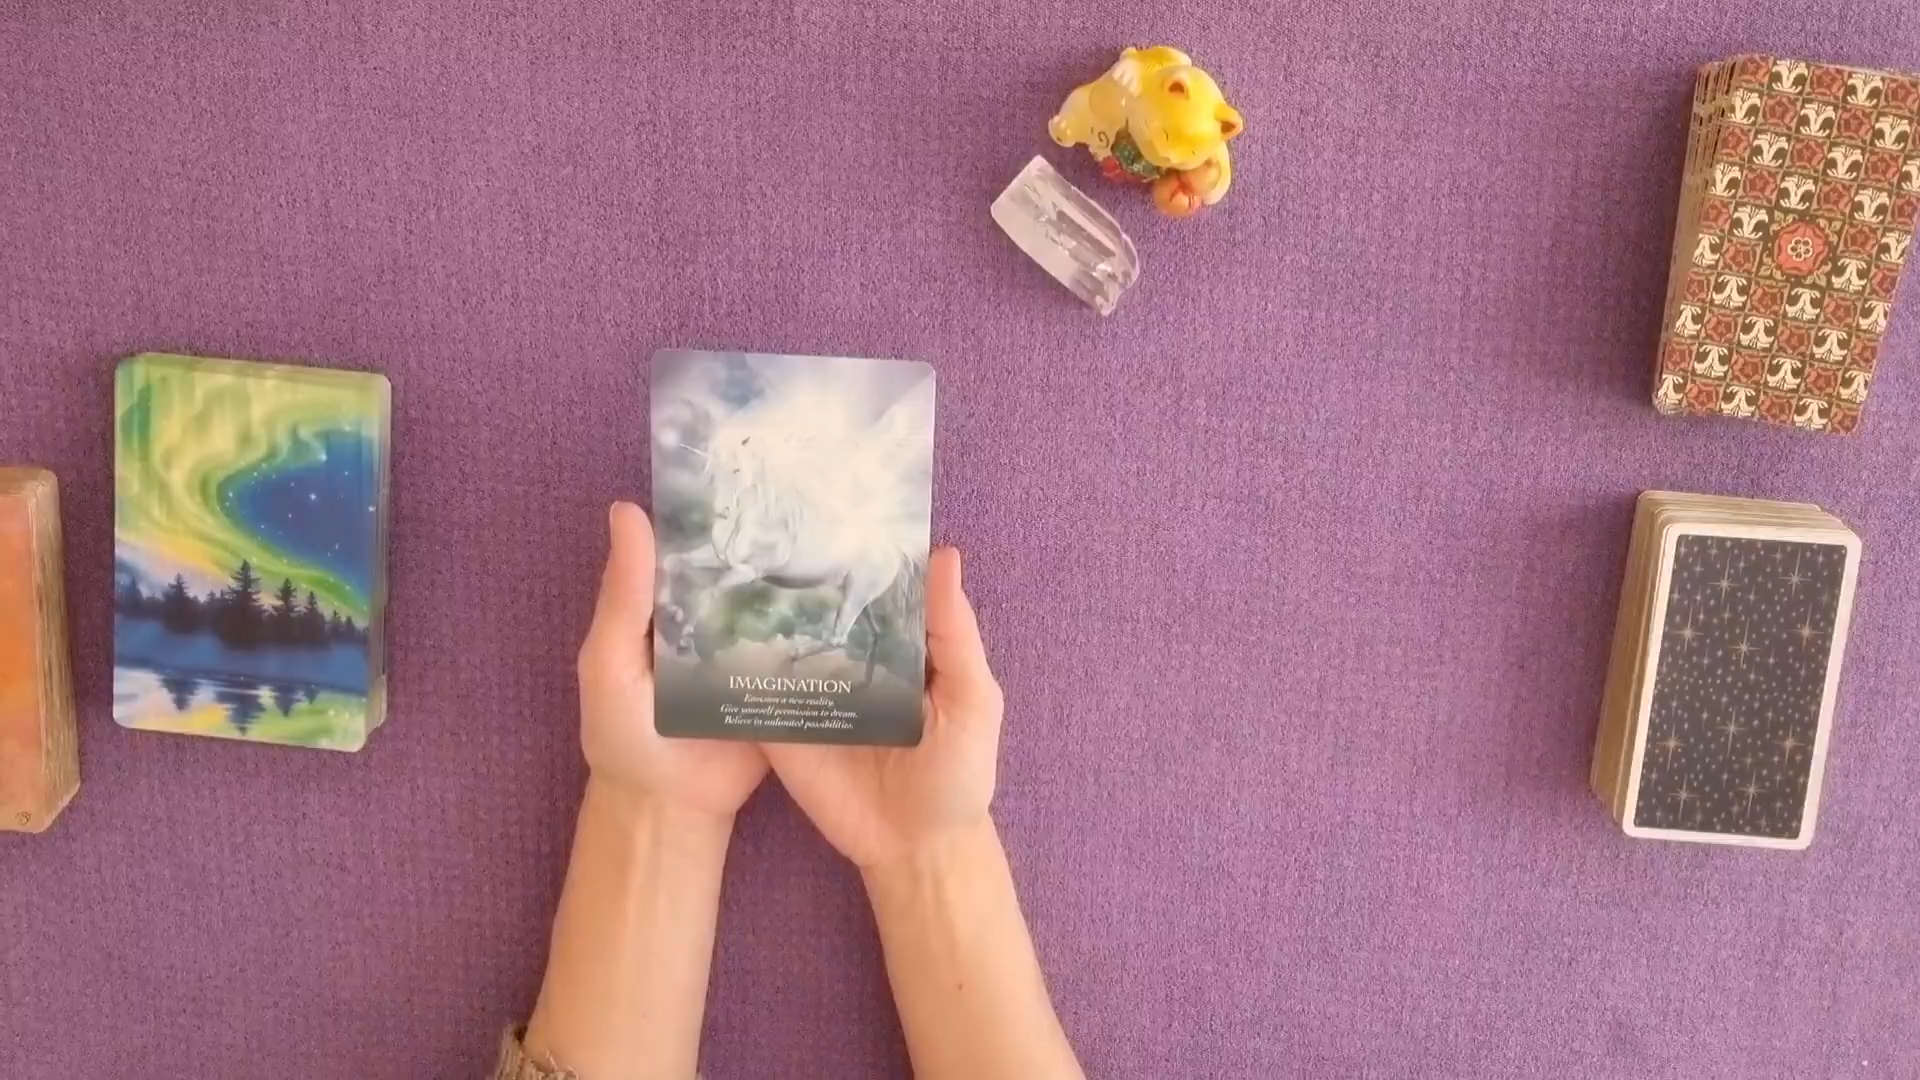 IMAGINATION
Envision a new reality.
Give yourself permission to dream.
Believe in unlimited possibilities.